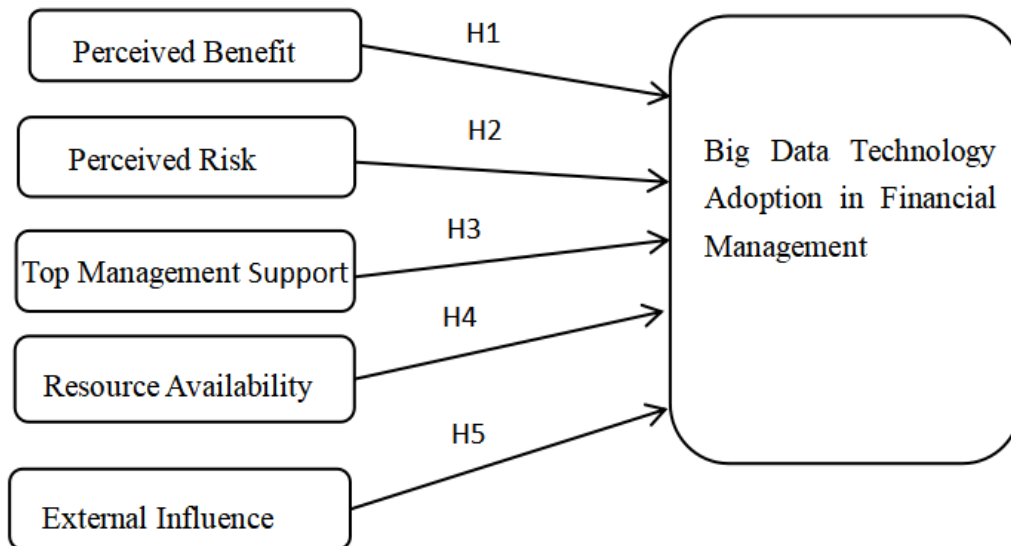 Perceived Benefit
H1
Perceived Risk
H2
Top Management Support
H3
Resource Availability
H4
External Influence
H5
Big Data Technology
Adoption in Financial
Management